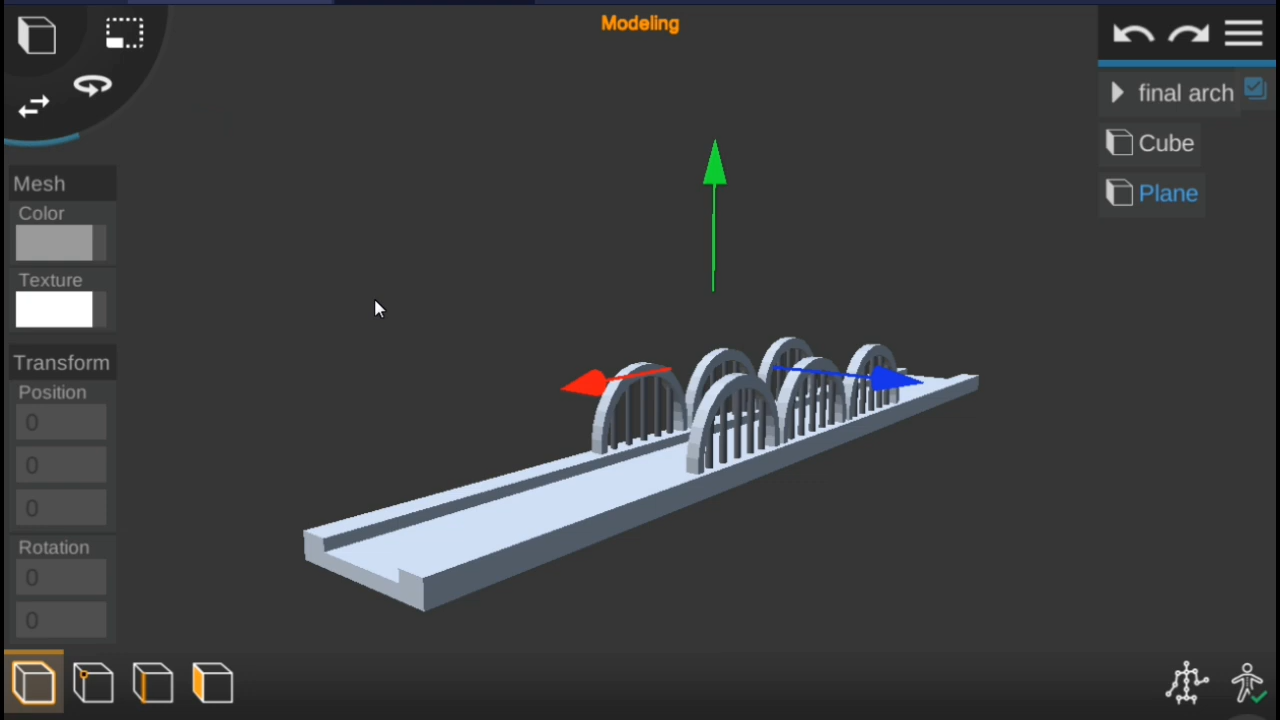 Modeling
final arch
Cube
Plane
Mesh
Color
Texture
Transform
Position
0
0
0
Rotation
0
0